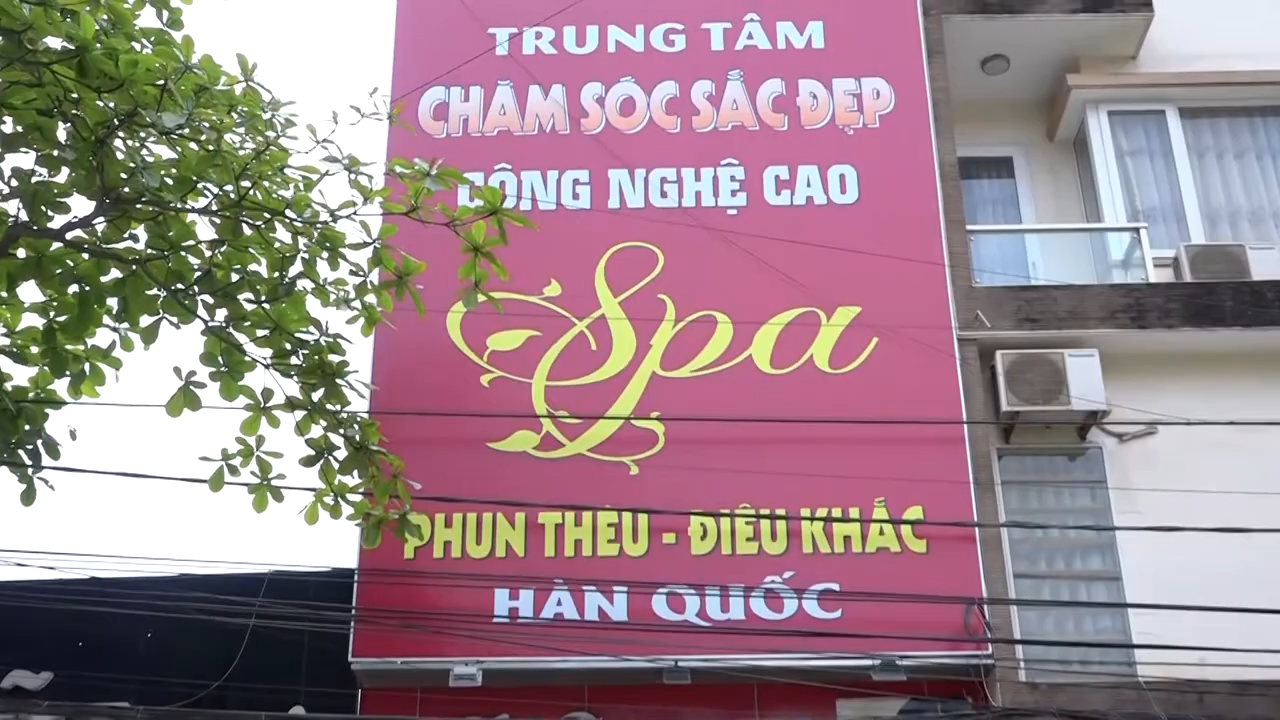 TRUNG TÂM
CHĂM SÓC SẮC ĐẸP
CÔNG NGHỆ CAO
Spa
PHUN THÊU - ĐIÊU KHẮC
HÀN QUỐC